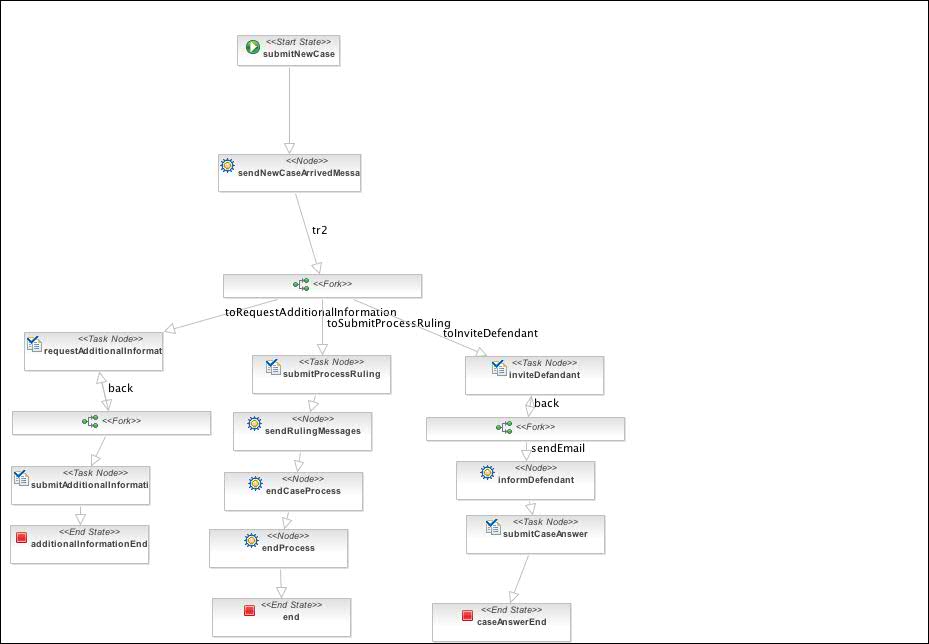 <<Start State>>
submitNewCase
<<Node>>
sendNewCaseArrivedMessa
tr2
<<Fork>>
toRequestAdditionalInformation
toSubmitProcessRuling
toInviteDefendant
<<Task Node>>
requestAdditionalInformat
<<Task Node>>
submitProcessRuling
<<Task Node>>
inviteDefandant
back
back
<<Fork>>
<<Node>>
sendRulingMessages
<<Fork>>
sendEmail
<<Task Node>>
submitAdditionalInformati
<<Node>>
endCaseProcess
<<Node>>
informDefendant
<<End State>>
additionalInformationEnd
<<Node>>
endProcess
<<Task Node>>
submitCaseAnswer
<<End State>>
end
<<End State>>
caseAnswerEnd